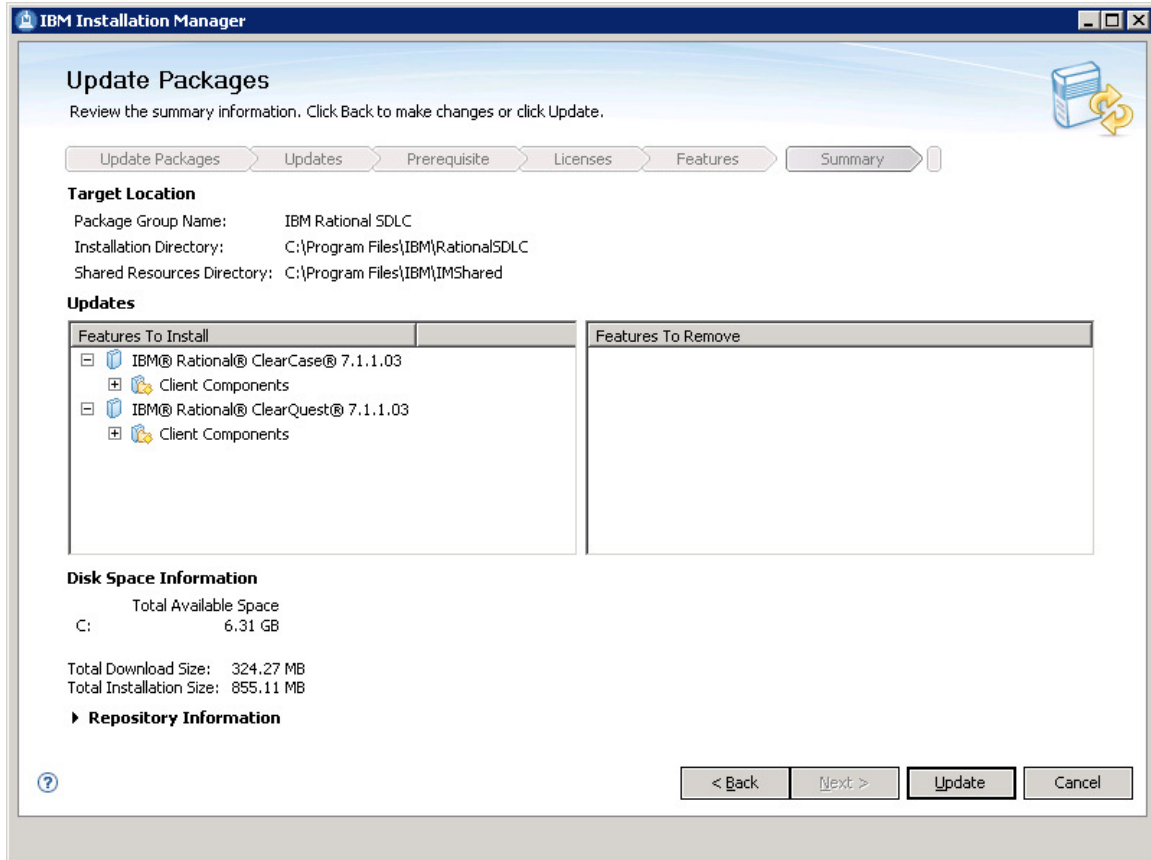 IBM Installation Manager
Update Packages
Review the summary information. Click Back to make changes or click Update.
Update Packages Updates Prerequisite Licenses Features Summary
Target Location
Package Group Name: IBM Rational SDLC
Installation Directory: C:\Program Files\IBM\RationalSDLC
Shared Resources Directory: C:\Program Files\IBM\IMShared
Updates
Features To Install Features To Remove
IBM® Rational® ClearCase® 7.1.1.03
Client Components
IBM® Rational® ClearQuest® 7.1.1.03
Client Components
Disk Space Information
Total Available Space
C: 6.31 GB
Total Download Size: 324.27 MB
Total Installation Size: 855.11 MB
Repository Information
? < Back Next > Update Cancel